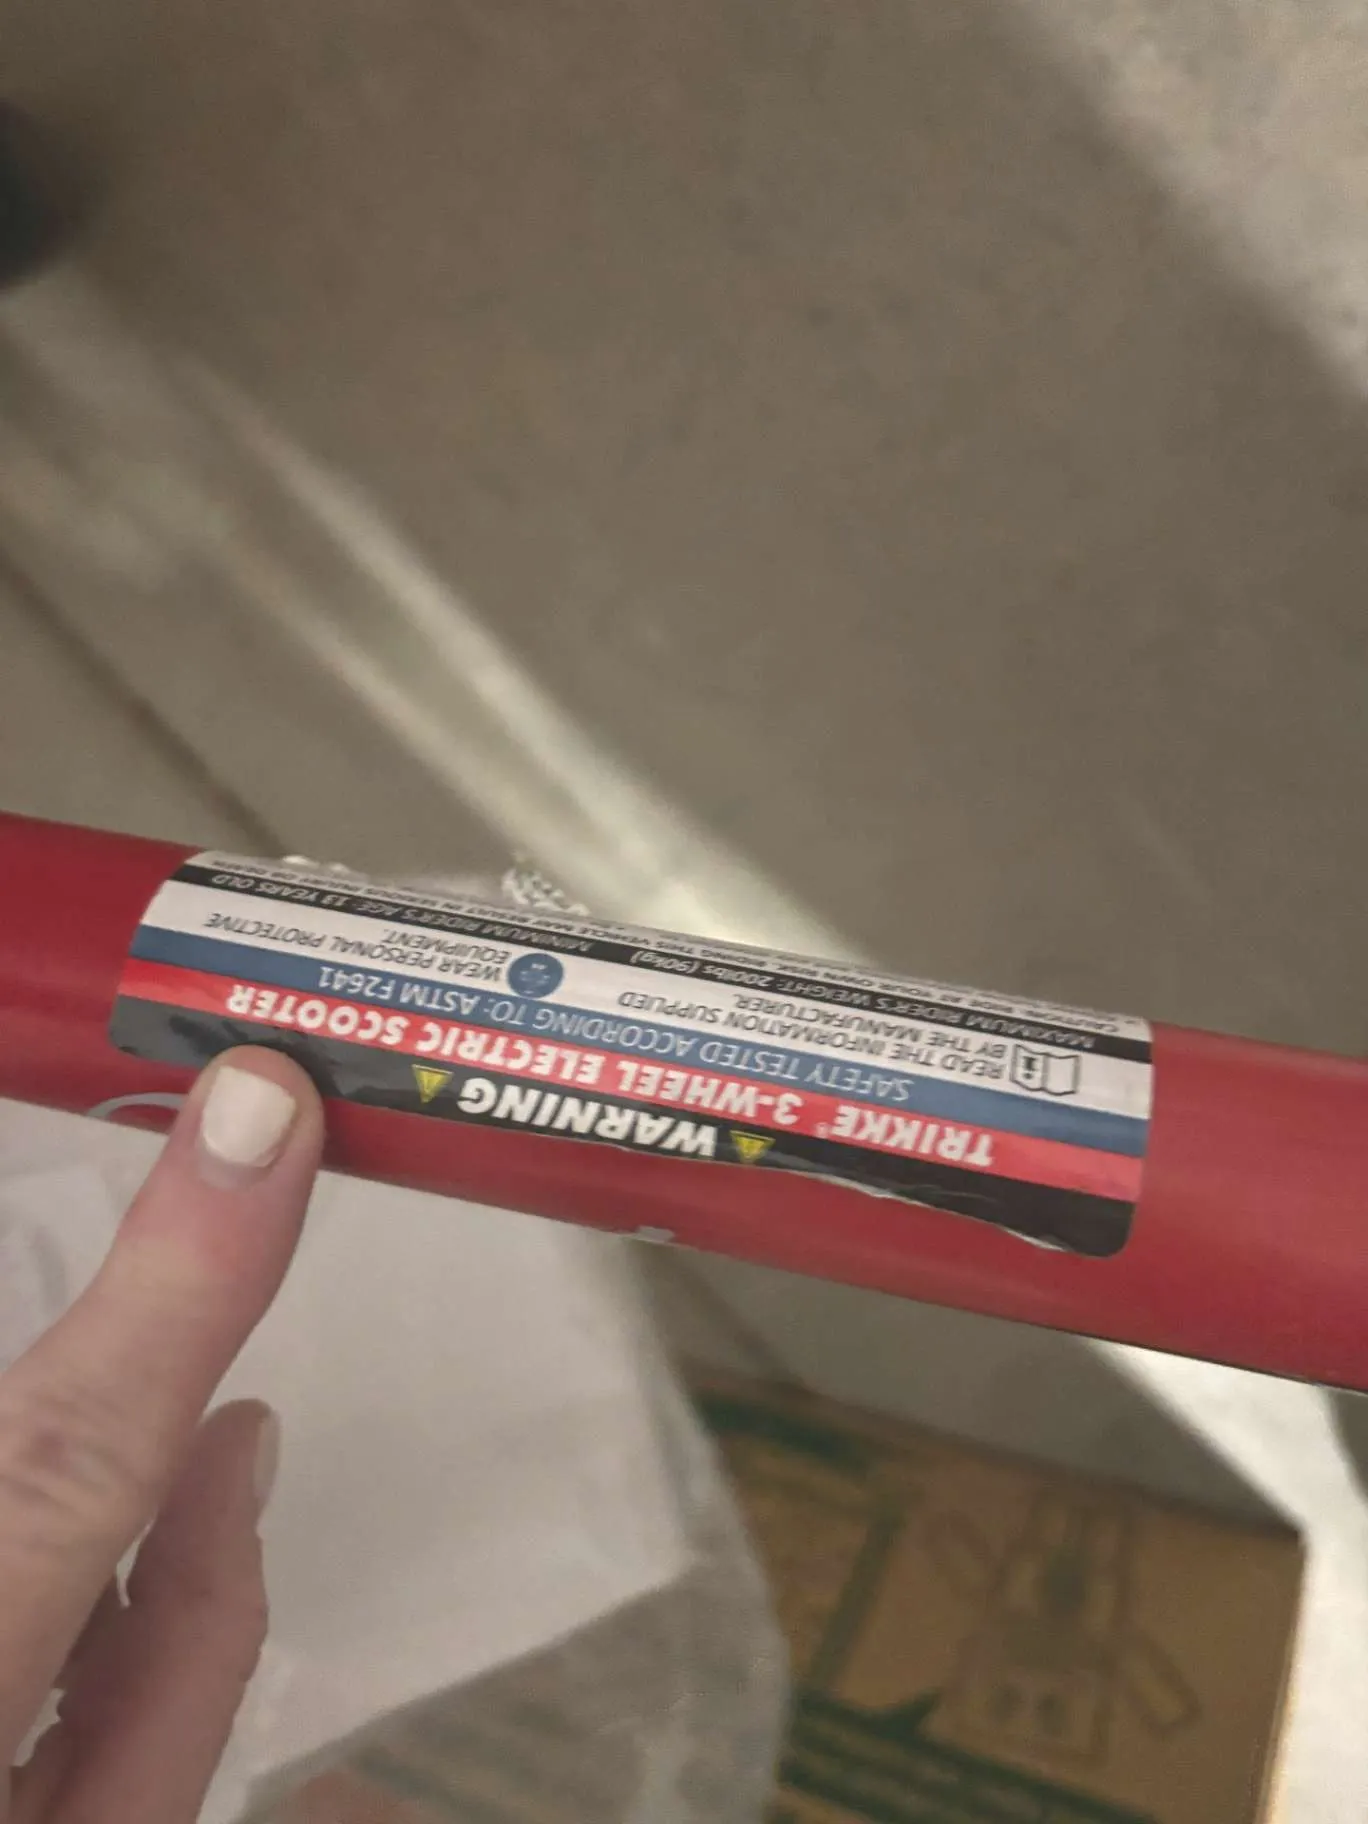 WARNING
TRIKKE® 3-WHEEL ELECTRIC SCOOTER
SAFETY TESTED ACCORDING TO: ASTM F2641
READ THE INFORMATION SUPPLIED
BY THE MANUFACTURER.
WEAR PERSONAL PROTECTIVE
EQUIPMENT.
MAXIMUM RIDER'S WEIGHT: 200lbs (90kg)
MINIMUM RIDER'S AGE: 13 YEARS OLD